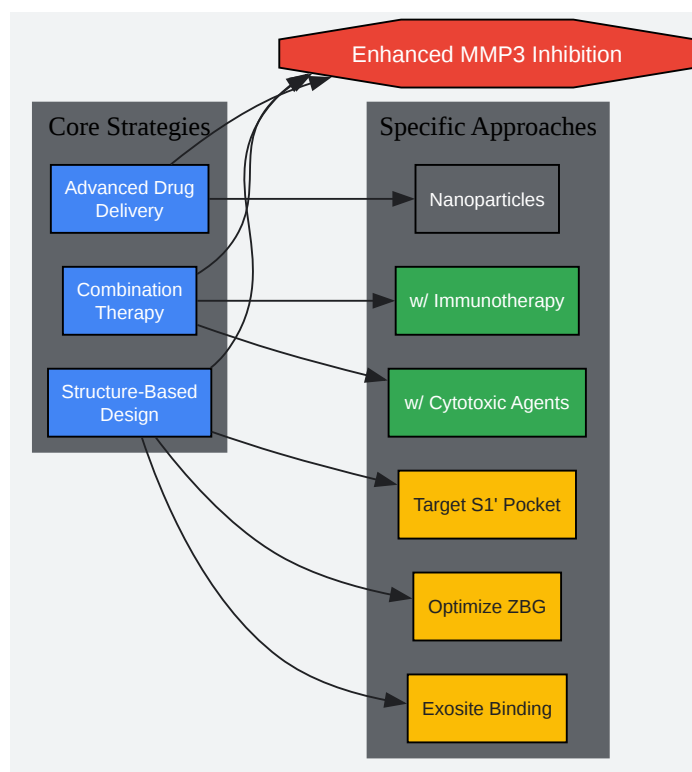 Enhanced MMP3 Inhibition
Core Strategies
Advanced Drug
Delivery
Combination
Therapy
Structure-Based
Design
Specific Approaches
Nanoparticles
w/ Immunotherapy
w/ Cytotoxic Agents
Target S1' Pocket
Optimize ZBG
Exosite Binding